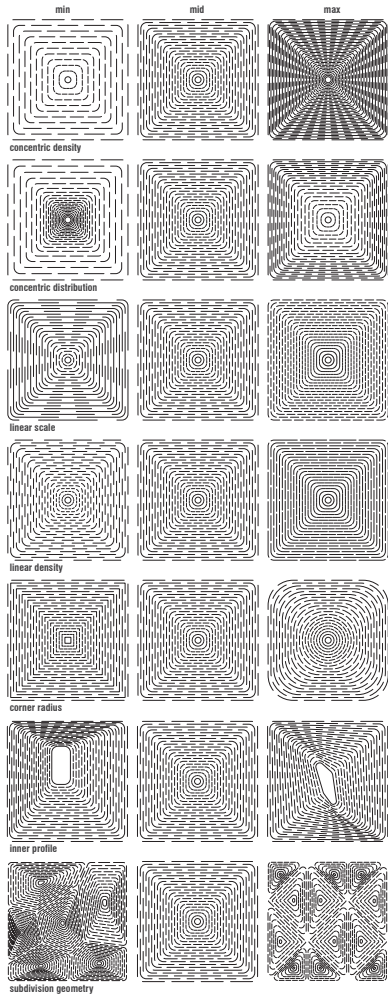 min mid max
concentric density
concentric distribution
linear scale
linear density
corner radius
inner profile
subdivision geometry